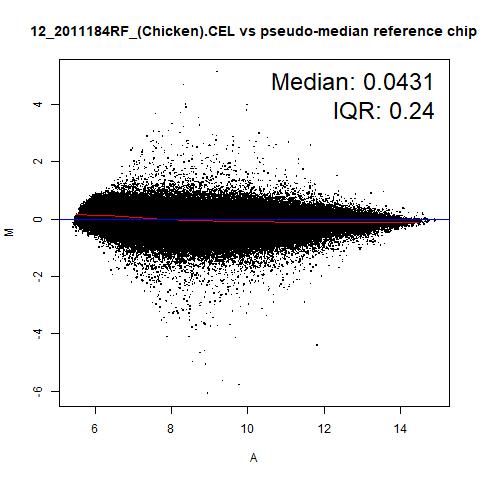 12_2011184RF_(Chicken).CEL vs pseudo-median reference chip
Median: 0.0431
IQR: 0.24
4
2
0
-2
-4
-6
M
6 8 10 12 14
A